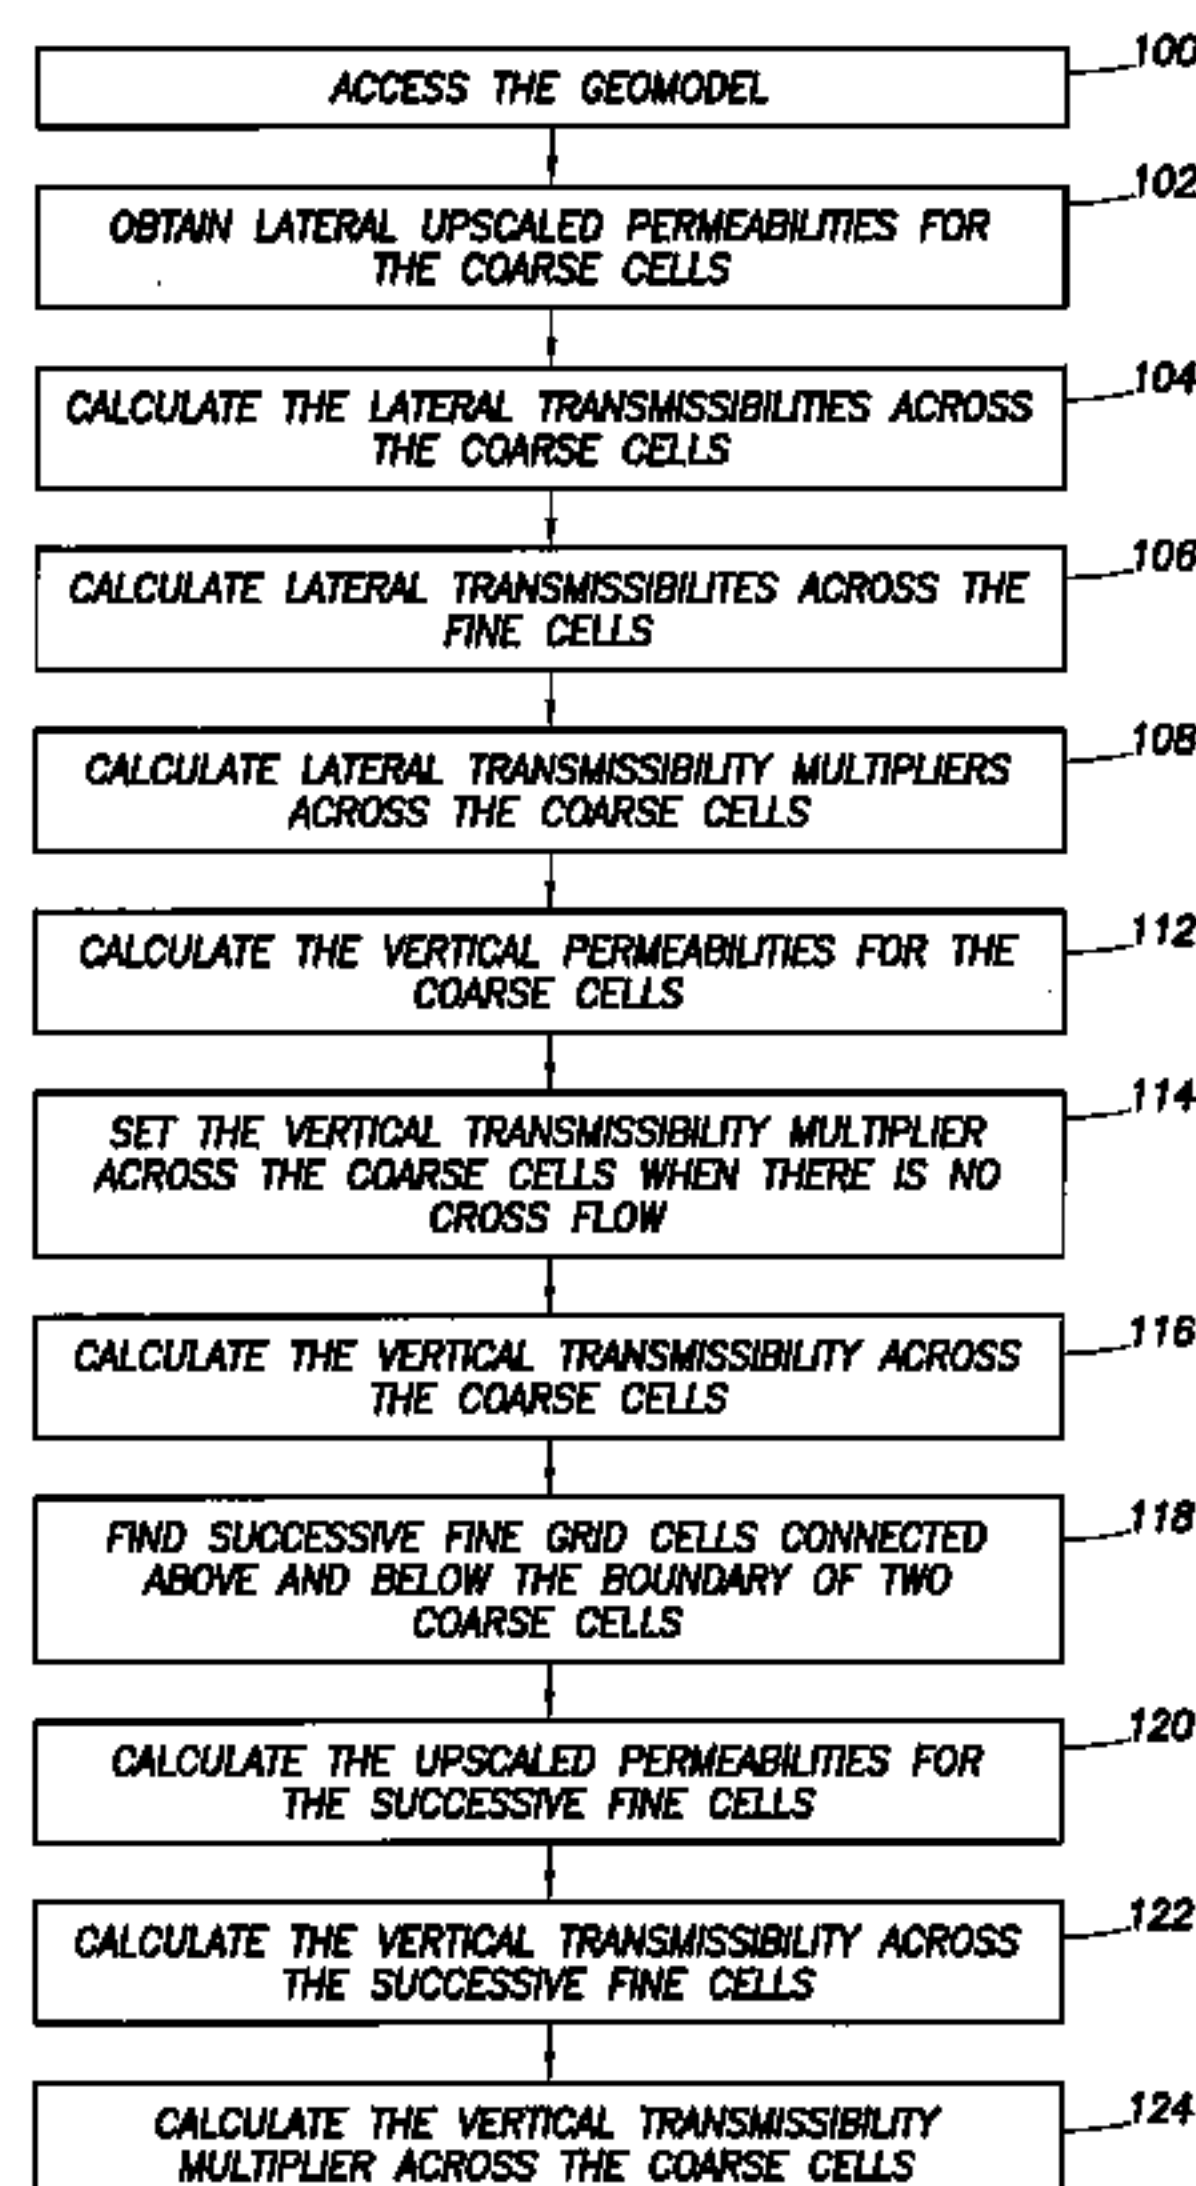 100
ACCESS THE GEOMODEL
102
OBTAIN LATERAL UPSCALED PERMEABILITIES FOR
THE COARSE CELLS
104
CALCULATE THE LATERAL TRANSMISSIBILITIES ACROSS
THE COARSE CELLS
106
CALCULATE LATERAL TRANSMISSIBILITES ACROSS THE
FINE CELLS
108
CALCULATE LATERAL TRANSMISSIBILITY MULTIPLIERS
ACROSS THE COARSE CELLS
112
CALCULATE THE VERTICAL PERMEABILITIES FOR THE
COARSE CELLS
114
SET THE VERTICAL TRANSMISSIBILITY MULTIPLIER
ACROSS THE COARSE CELLS WHEN THERE IS NO
CROSS FLOW
116
CALCULATE THE VERTICAL TRANSMISSIBILITY ACROSS
THE COARSE CELLS
118
FIND SUCCESSIVE FINE GRID CELLS CONNECTED
ABOVE AND BELOW THE BOUNDARY OF TWO
COARSE CELLS
120
CALCULATE THE UPSCALED PERMEABILITIES FOR
THE SUCCESSIVE FINE CELLS
122
CALCULATE THE VERTICAL TRANSMISSIBILITY ACROSS
THE SUCCESSIVE FINE CELLS
124
CALCULATE THE VERTICAL TRANSMISSIBILITY
MULTIPLIER ACROSS THE COARSE CELLS